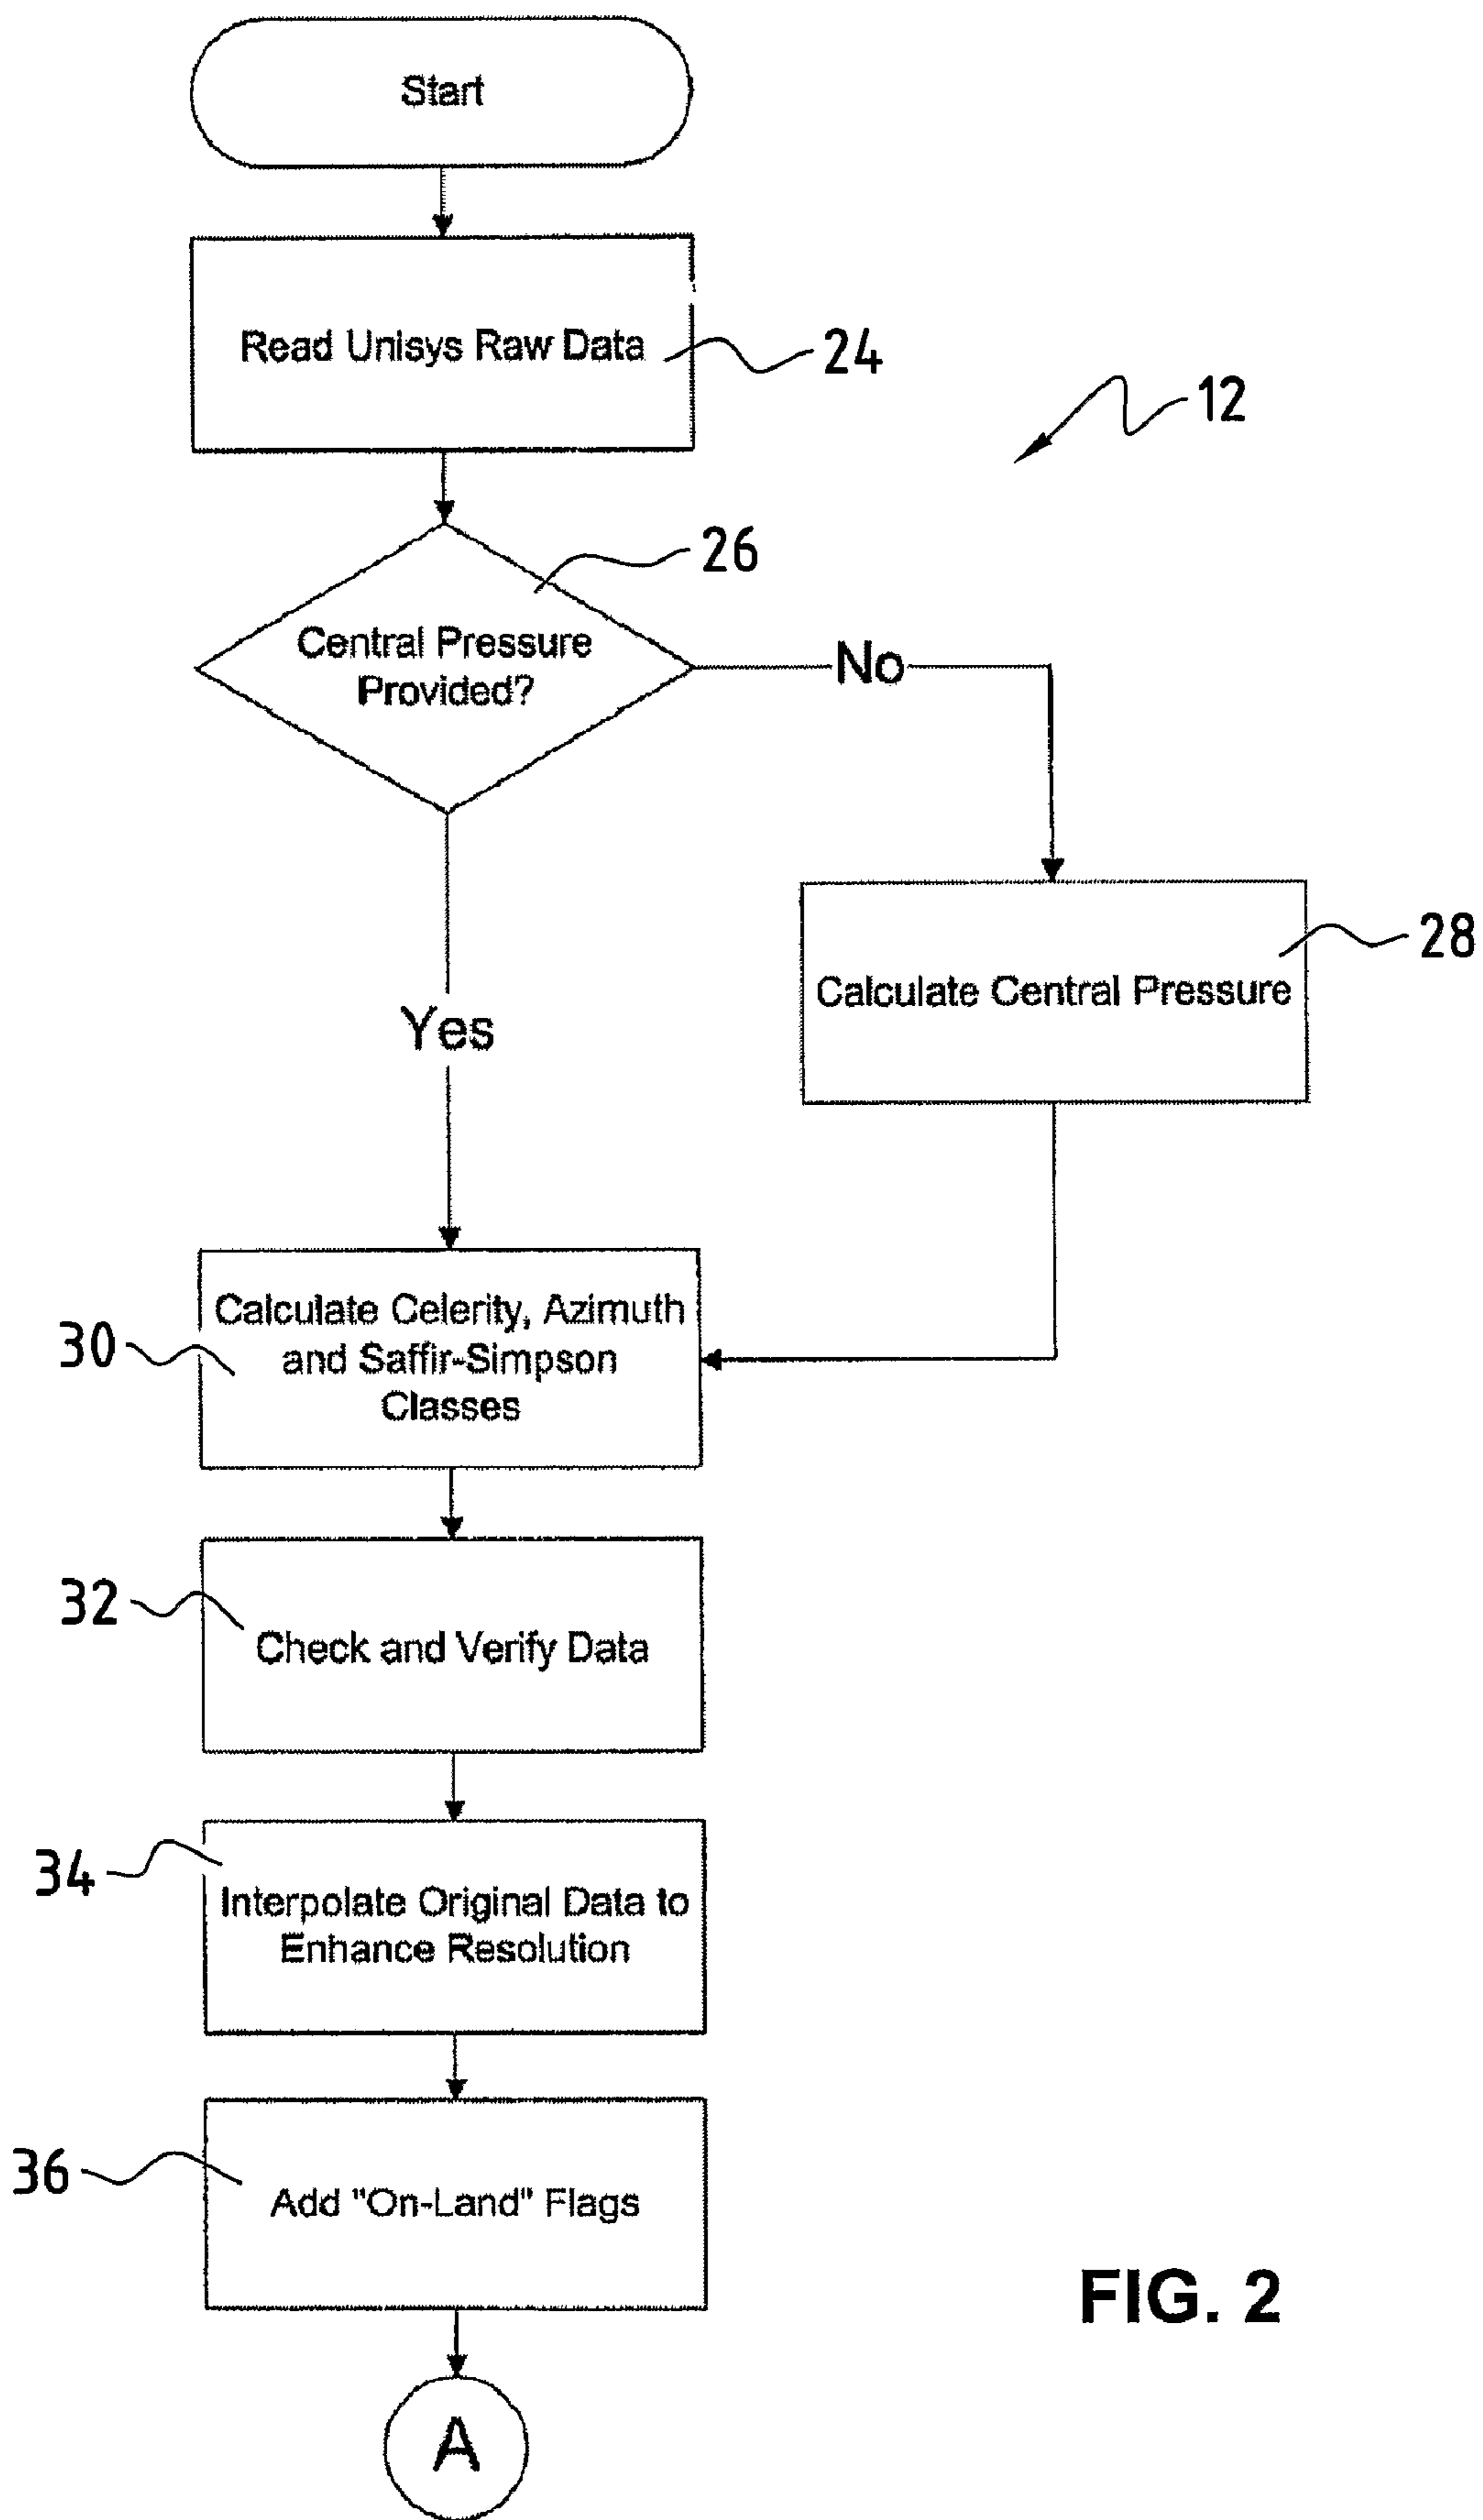 Start
Read Unisys Raw Data
24
12
26
Central Pressure
Provided?
No
28
Calculate Central Pressure
Yes
30
Calculate Celerity, Azimuth
and Saffir-Simpson
Classes
32
Check and Verify Data
34
Interpolate Original Data to
Enhance Resolution
36
Add "On-Land" Flags
FIG. 2
A